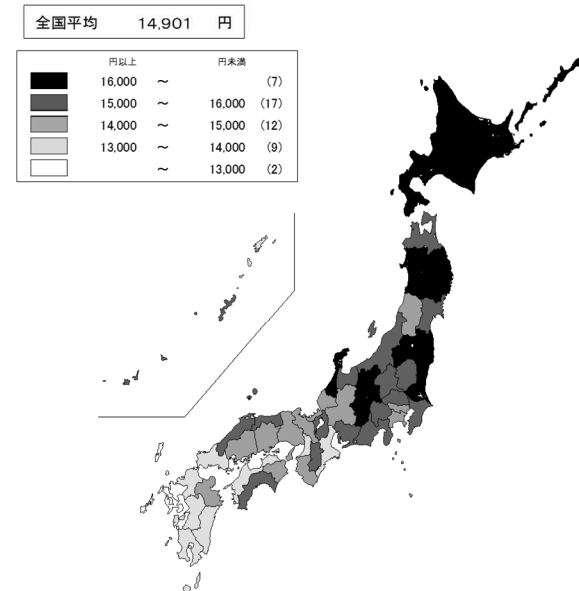 全国平均 14,901 円
円以上 円未満
16,000 ～ (7)
15,000 ～ 16,000 (17)
14,000 ～ 15,000 (12)
13,000 ～ 14,000 (9)
～ 13,000 (2)